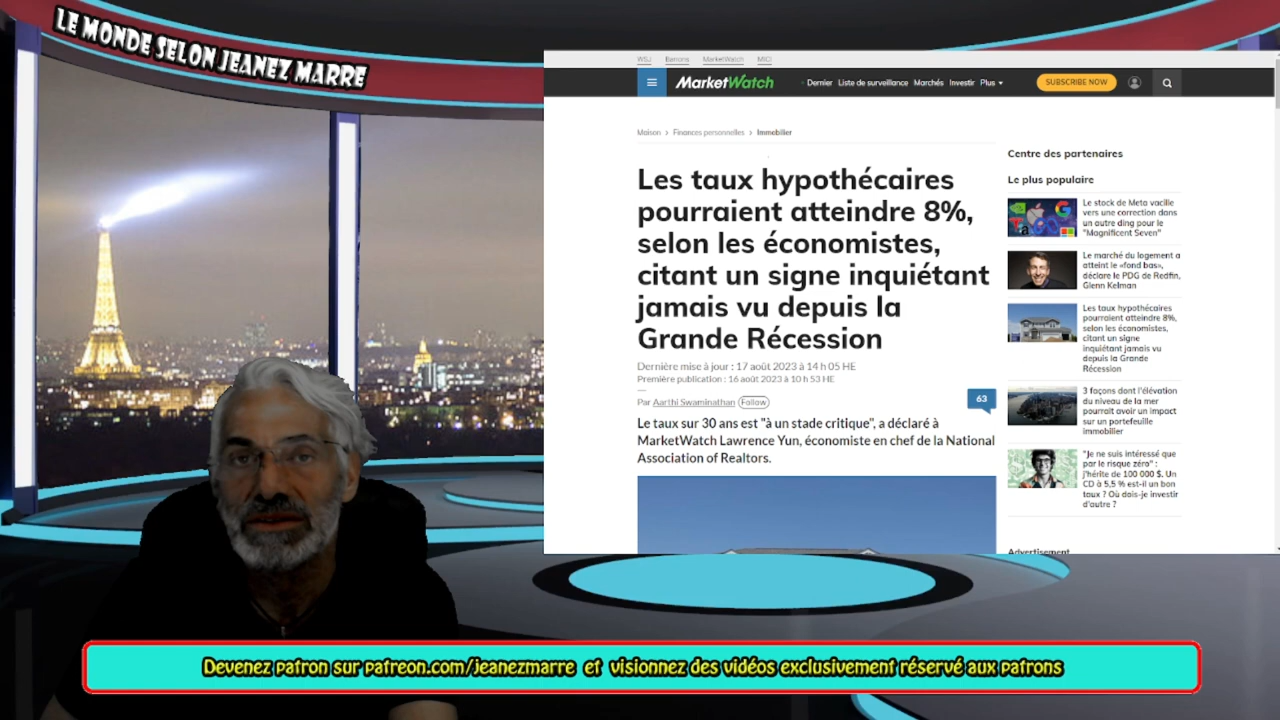 LE MONDE SELON JEANEZ MARRE
WSJ Barrons MarketWatch MICI
MarketWatch Dernier Liste de surveillance Marchés Investir Plus SUBSCRIBE NOW
Maison > Finances personnelles > Immobilier
Les taux hypothécaires
pourraient atteindre 8%,
selon les économistes,
citant un signe inquiétant
jamais vu depuis la
Grande Récession
Dernière mise à jour : 17 août 2023 à 14 h 05 HE
Première publication : 16 août 2023 à 10 h 53 HE
Par Aarthi Swaminathan Follow
63
Le taux sur 30 ans est "à un stade critique", a déclaré à
MarketWatch Lawrence Yun, économiste en chef de la National
Association of Realtors.
Centre des partenaires
Le plus populaire
Le stock de Meta vacille
vers une correction dans
un autre ding pour le
"Magnificent Seven"
Le marché du logement a
atteint le «fond bas»,
déclare le PDG de Redfin,
Glenn Kelman
Les taux hypothécaires
pourraient atteindre 8%,
selon les économistes,
citant un signe
inquiétant jamais vu
depuis la Grande
Récession
3 façons dont l'élévation
du niveau de la mer
pourrait avoir un impact
sur un portefeuille
immobilier
"Je ne suis intéressé que
par le risque zéro" :
j'hérite de 100 000 $. Un
CD à 5,5 % est-il un bon
taux ? Où dois-je investir
d'autre ?
Advertisement
Devenez patron sur patreon.com/jeanezmarre et visionnez des vidéos exclusivement réservé aux patrons